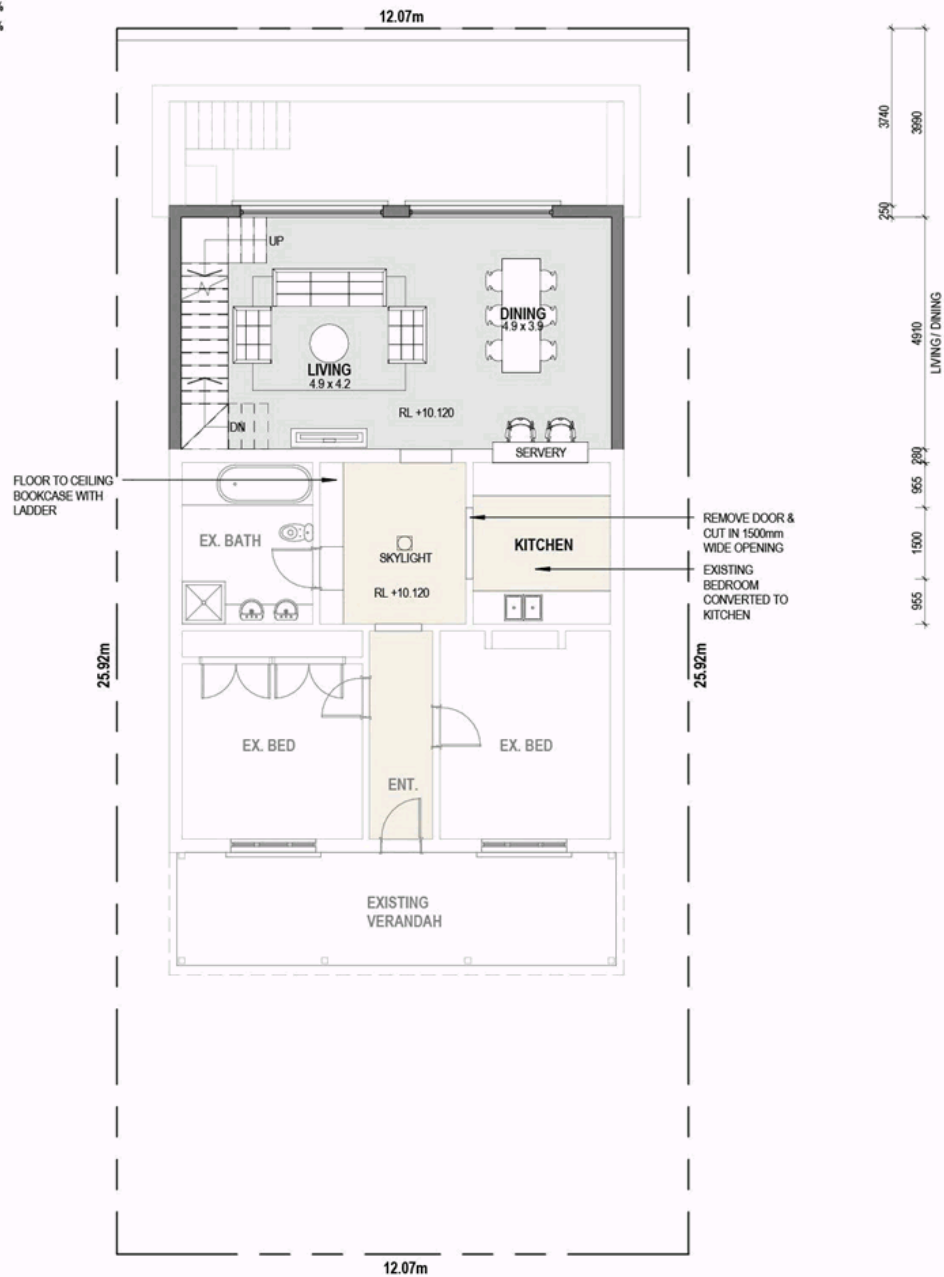 %
%
12.07m
3740
3990
250
UP
DINING
4.9 x 3.9
LIVING
4.9 x 4.2
4910
LIVING/ DINING
RL +10.120
DN
SERVERY
280
FLOOR TO CEILING
BOOKCASE WITH
LADDER
955
EX. BATH
SKYLIGHT
KITCHEN
REMOVE DOOR &
CUT IN 1500mm
WIDE OPENING
1500
RL +10.120
EXISTING
BEDROOM
CONVERTED TO
KITCHEN
955
25.92m
25.92m
EX. BED
EX. BED
ENT.
EXISTING
VERANDAH
12.07m